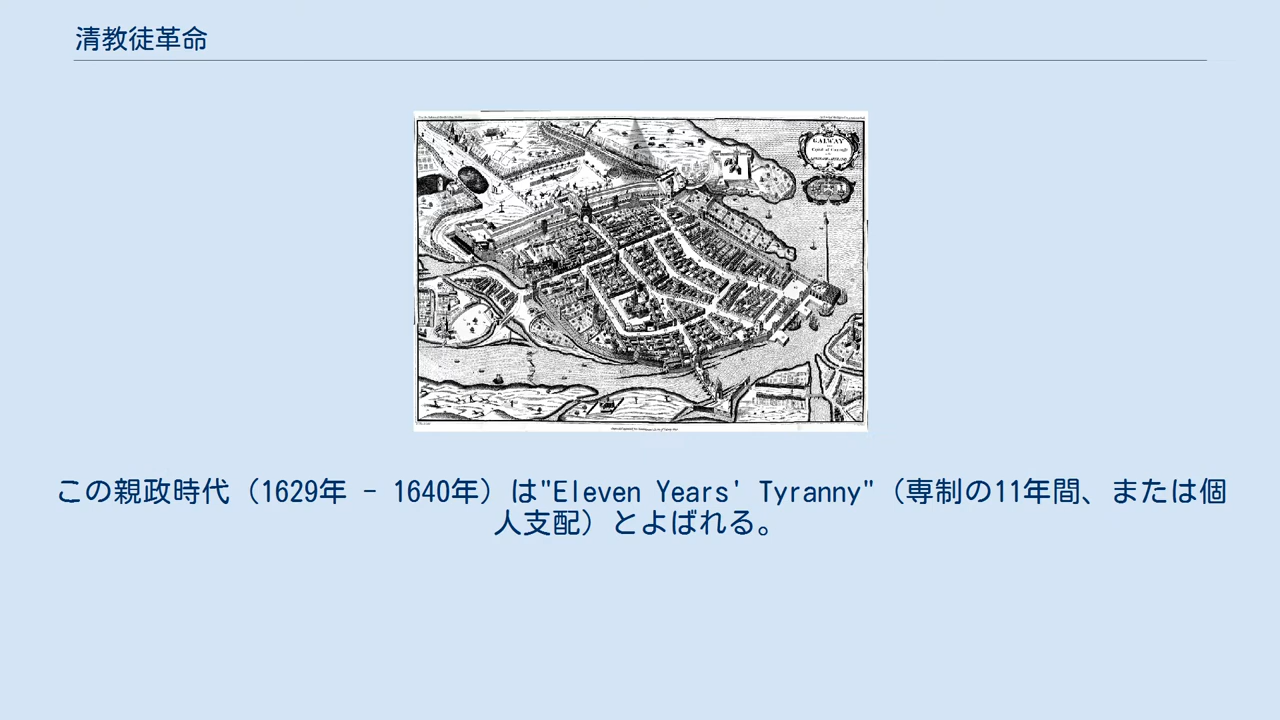 清教徒革命
GALWAY
この親政時代（1629年 - 1640年）は"Eleven Years' Tyranny"（専制の11年間、または個
人支配）とよばれる。